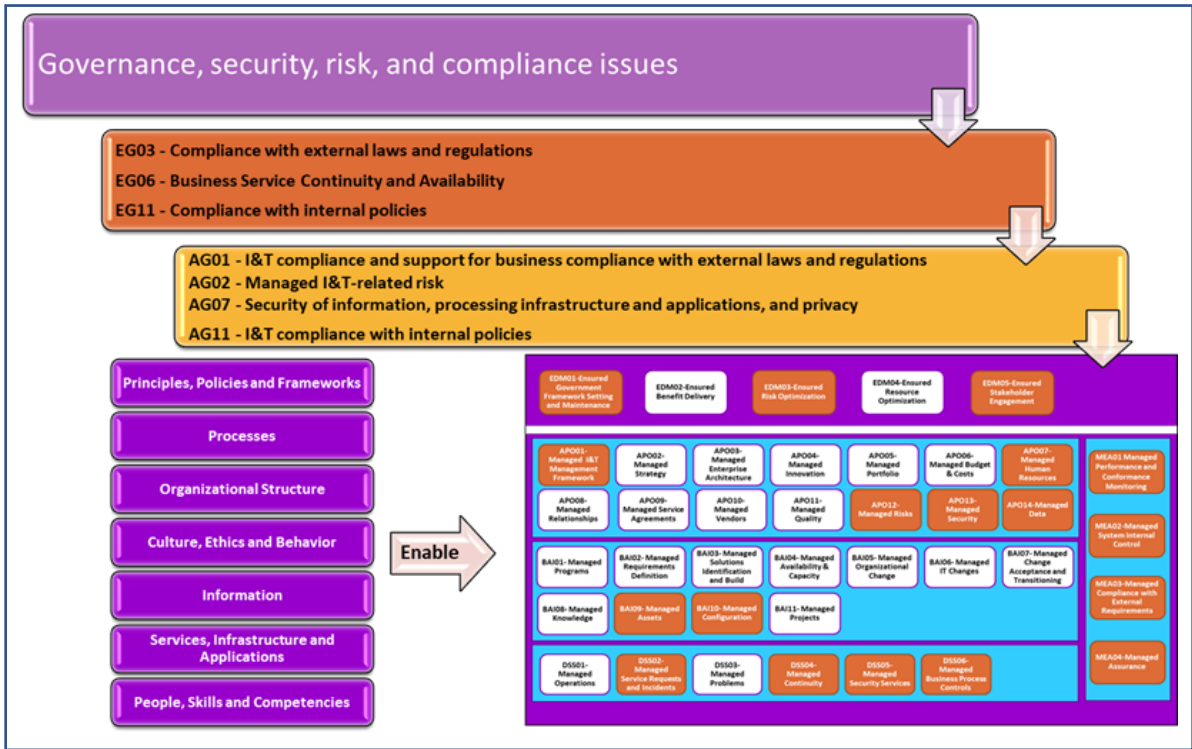 Governance, security, risk, and compliance issues
EG03 - Compliance with external laws and regulations
EG06 - Business Service Continuity and Availability
EG11 - Compliance with internal policies
AG01 - I&T compliance and support for business compliance with external laws and regulations
AG02 - Managed I&T-related risk
AG07 - Security of information, processing infrastructure and applications, and privacy
AG11 - I&T compliance with internal policies
Principles, Policies and Frameworks
Processes
Organizational Structure
Culture, Ethics and Behavior
Information
Services, Infrastructure and
Applications
People, Skills and Competencies
Enable
EDM01-Ensured
Government
Framework Setting
and Maintenance
EDM02-Ensured
Benefit Delivery
EDM03-Ensured
Risk Optimization
EDM04-Ensured
Resource
Optimization
EDM05-Ensured
Stakeholder
Engagement
APO01-
Managed I&T
Management
Framework
APO02-
Managed
Strategy
APO03-
Managed
Enterprise
Architecture
APO04-
Managed
Innovation
APO05-
Managed
Portfolio
APO06-
Managed Budget
& Costs
APO07-
Managed
Human
Resources
APO08-
Managed
Relationships
APO09-
Managed Service
Agreements
APO10-
Managed
Vendors
APO11-
Managed
Quality
APO12-
Managed Risks
APO13-
Managed
Security
APO14-Managed
Data
BAI01- Managed
Programs
BAI02- Managed
Requirements
Definition
BAI03- Managed
Solutions
Identification
and Build
BAI04- Managed
Availability &
Capacity
BAI05- Managed
Organizational
Change
BAI06- Managed
IT Changes
BAI07- Managed
Change
Acceptance and
Transitioning
BAI08- Managed
Knowledge
BAI09- Managed
Assets
BAI10- Managed
Configuration
BAI11- Managed
Projects
DSS01-
Managed
Operations
DSS02-
Managed
Service Requests
and Incidents
DSS03-
Managed
Problems
DSS04-
Managed
Continuity
DSS05-
Managed
Security Services
DSS06-
Managed
Business Process
Controls
MEA01 Managed
Performance and
Conformance
Monitoring
MEA02-Managed
System Internal
Control
MEA03-Managed
Compliance with
External
Requirements
MEA04-Managed
Assurance